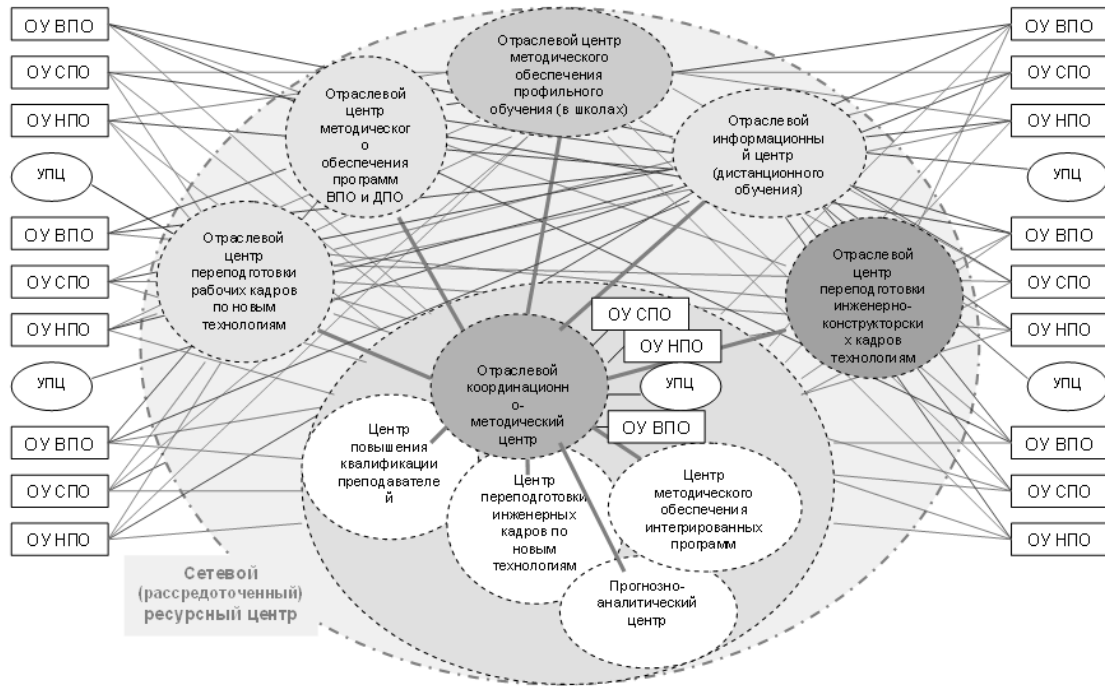 ОУ ВПО
ОУ СПО
ОУ НПО
УПЦ
ОУ ВПО
ОУ СПО
ОУ НПО
УПЦ
ОУ ВПО
ОУ СПО
ОУ НПО
Отраслевой
центр
методическог
о
обеспечения
программ
ВПО и ДПО
Отраслевой центр
методического
обеспечения
профильного
обучения (в школах)
Отраслевой
информационны
й центр
(дистанционного
обучения)
Отраслевой
центр
переподготовки
рабочих кадров
по новым
технологиям
Отраслевой
центр
переподготовки
инженерно-
конструкторски
х кадров
технологиям
Отраслевой
координационн
о-
методический
центр
ОУ СПО
ОУ НПО
УПЦ
ОУ ВПО
Центр
повышения
квалификации
преподавателе
й
Центр
переподготовки
инженерных
кадров по
новым
технологиям
Центр
методического
обеспечения
интегрированных
программ
Прогнозно-
аналитический
центр
Сетевой
(рассредоточенный)
ресурсный центр
ОУ ВПО
ОУ СПО
ОУ НПО
УПЦ
ОУ ВПО
ОУ СПО
ОУ НПО
УПЦ
ОУ ВПО
ОУ СПО
ОУ НПО